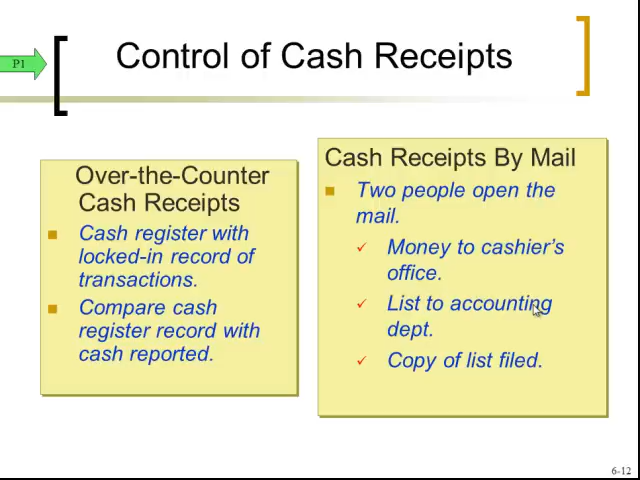 Control of Cash Receipts
P1
Over-the-Counter
Cash Receipts
Cash register with
locked-in record of
transactions.
Compare cash
register record with
cash reported.
Cash Receipts By Mail
Two people open the
mail.
Money to cashier's
office.
List to accounting
dept.
Copy of list filed.
6-12